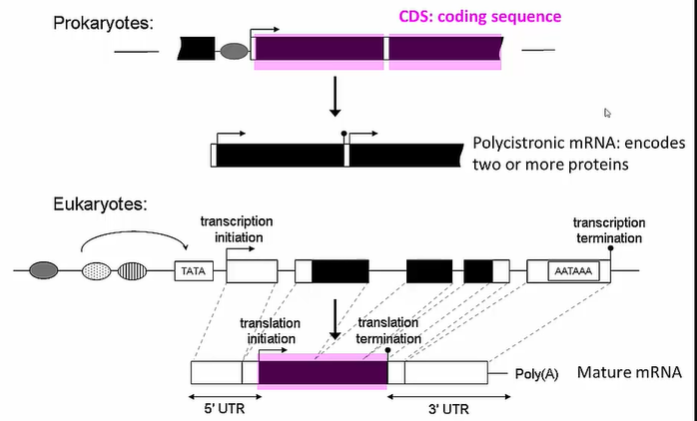 CDS: coding sequence
Prokaryotes:
Polycistronic mRNA: encodes
two or more proteins
Eukaryotes:
transcription
initiation
transcription
termination
TATA
AATAAA
translation
initiation
translation
termination
Poly(A)
Mature mRNA
5' UTR
3' UTR